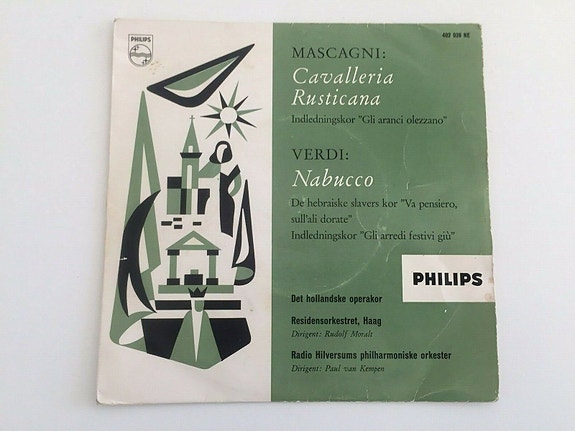 PHILIPS
402 039 NE
MASCAGNI:
Cavalleria
Rusticana
Indledningskor "Gli aranci olezzano"
VERDI:
Nabucco
De hebraiske slavers kor "Va pensiero,
sull'ali dorate"
Indledningskor "Gli arredi festivi giù"
PHILIPS
Det hollandske operakor
Residensorkestret, Haag
Dirigent: Rudolf Moralt
Radio Hilversums philharmoniske orkester
Dirigent: Paul van Kempen